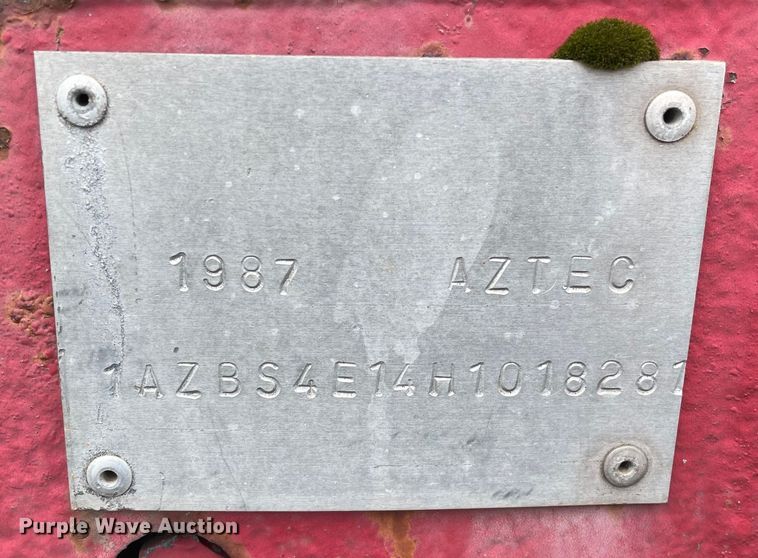 1987 AZTEC
1AZBS4E14H1018281
Purple Wave Auction